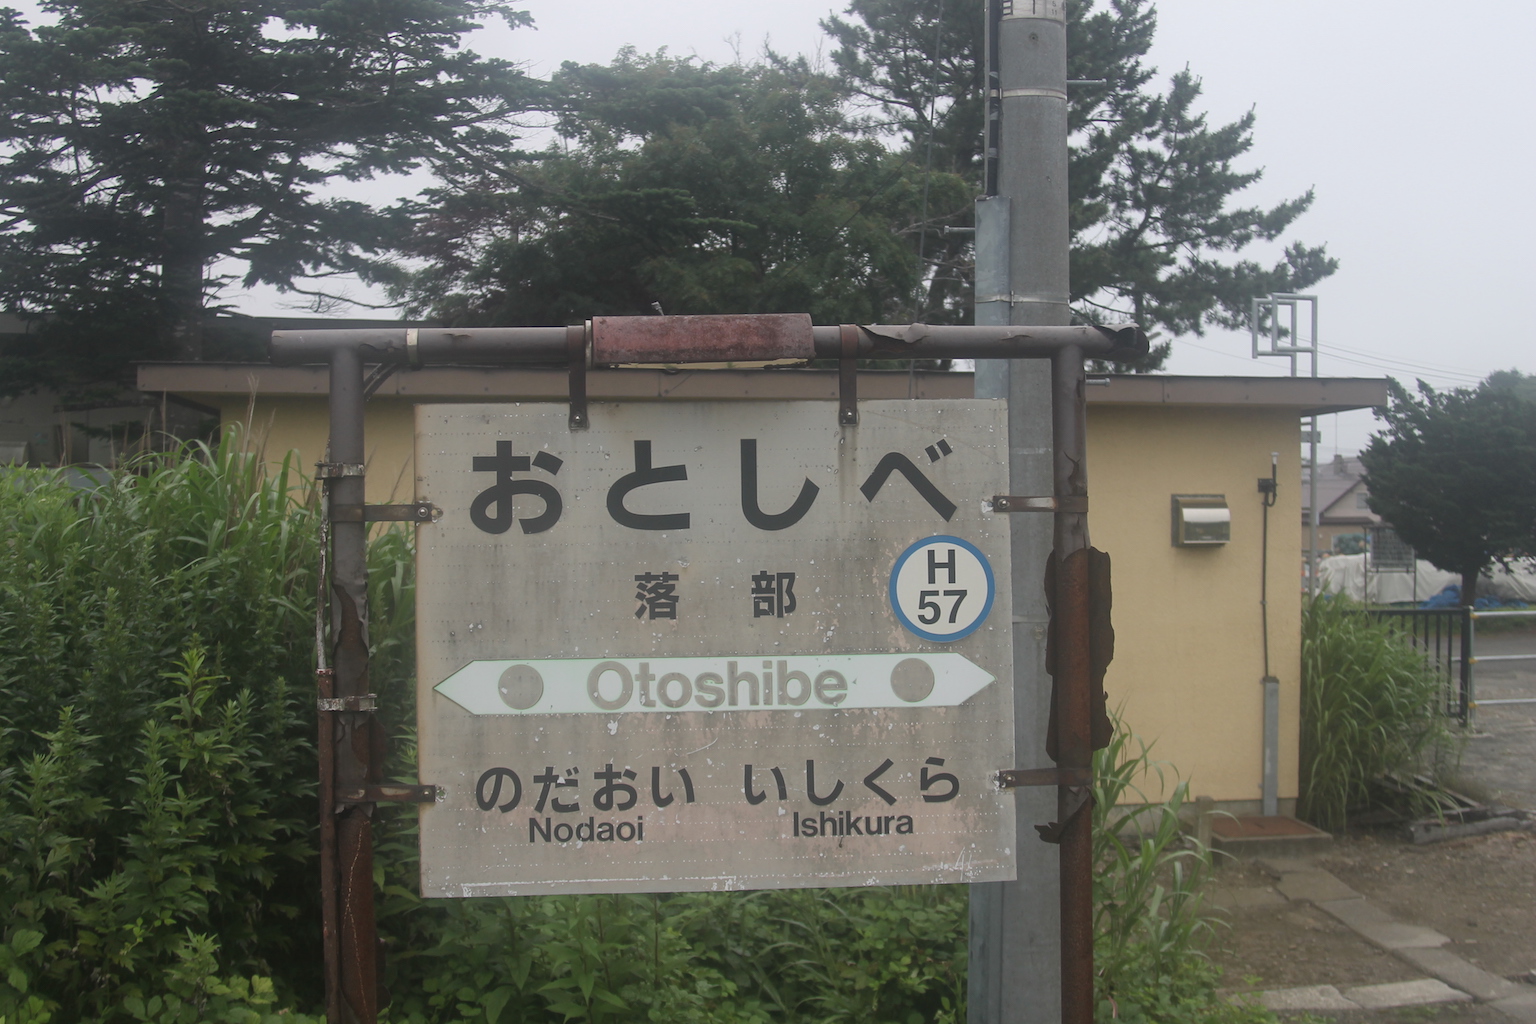 おとしべ
落部
H
57
Otoshibe
のだおい いしくら
Nodaoi Ishikura